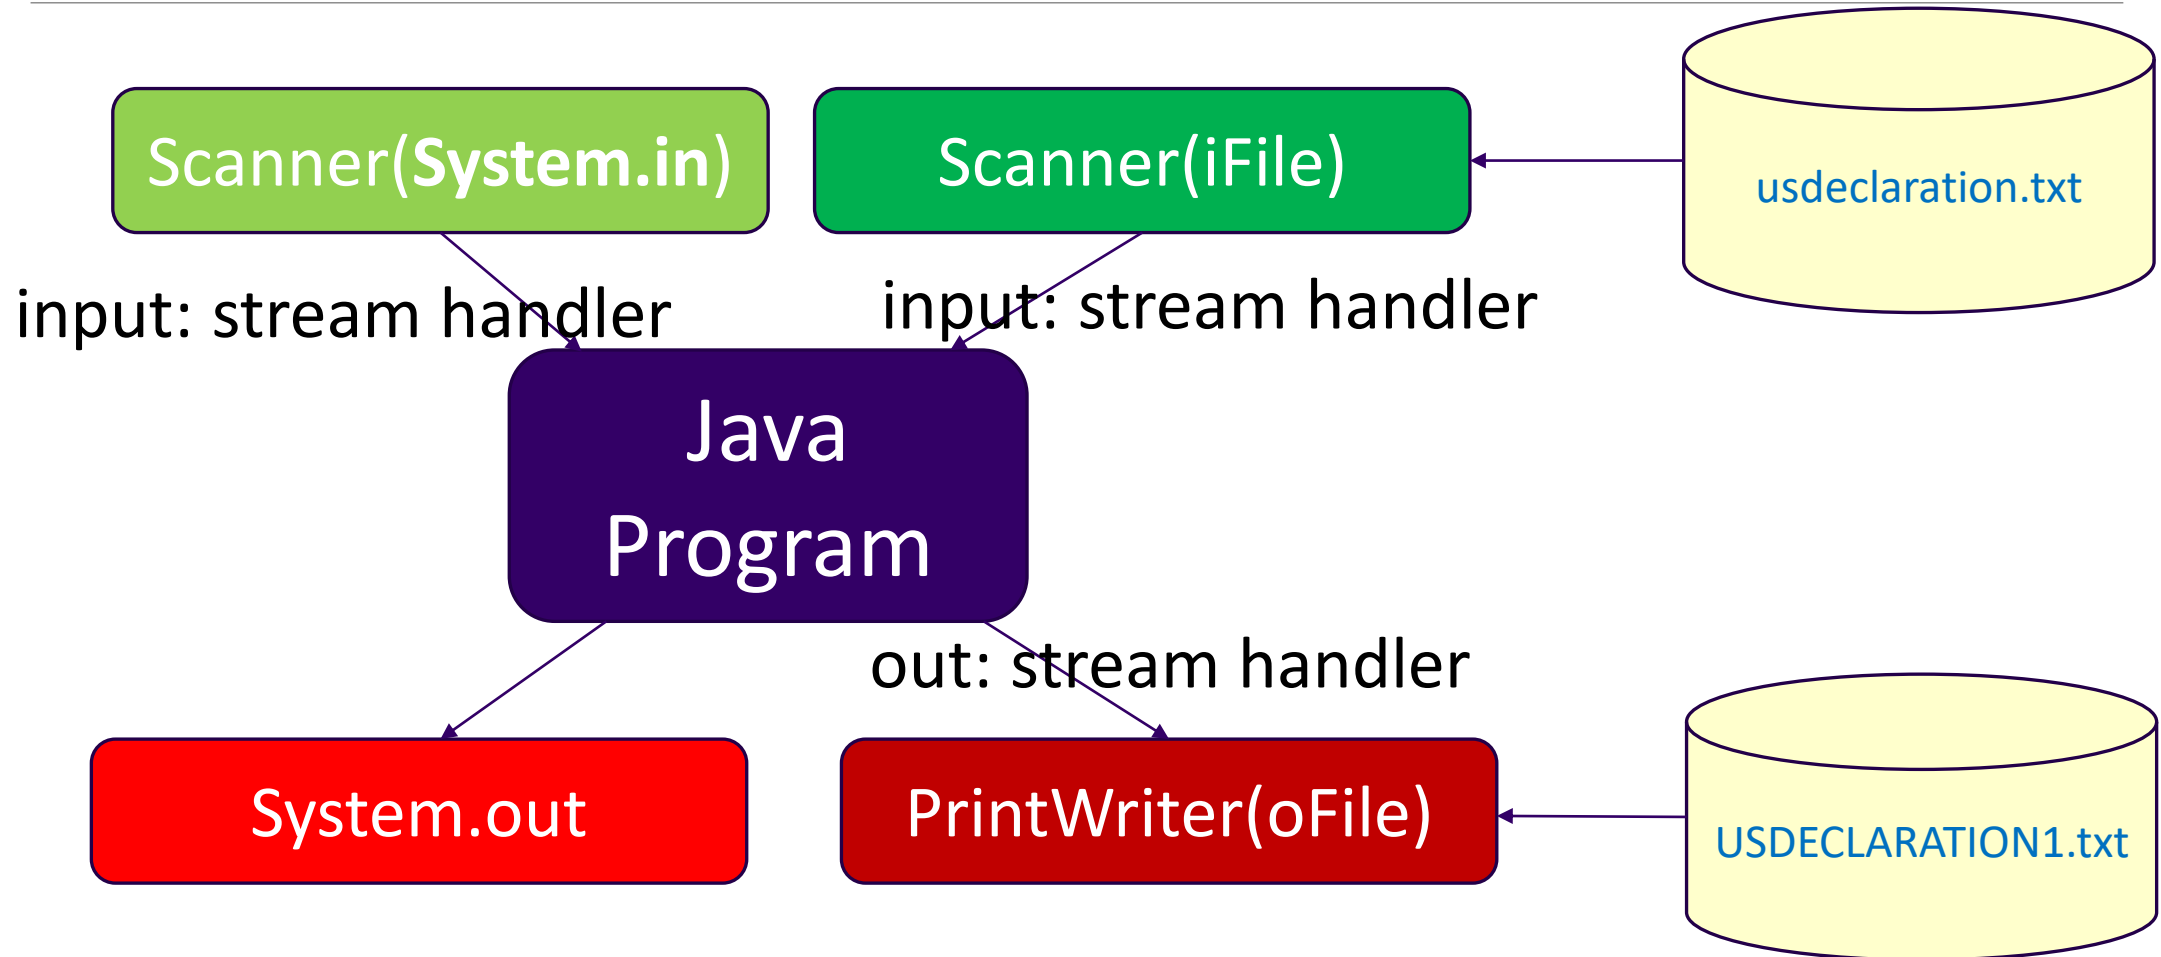 Scanner(System.in)
Scanner(iFile)
usdeclaration.txt
input: stream handler
input: stream handler
Java
Program
out: stream handler
System.out
PrintWriter(oFile)
USDECLARATION1.txt